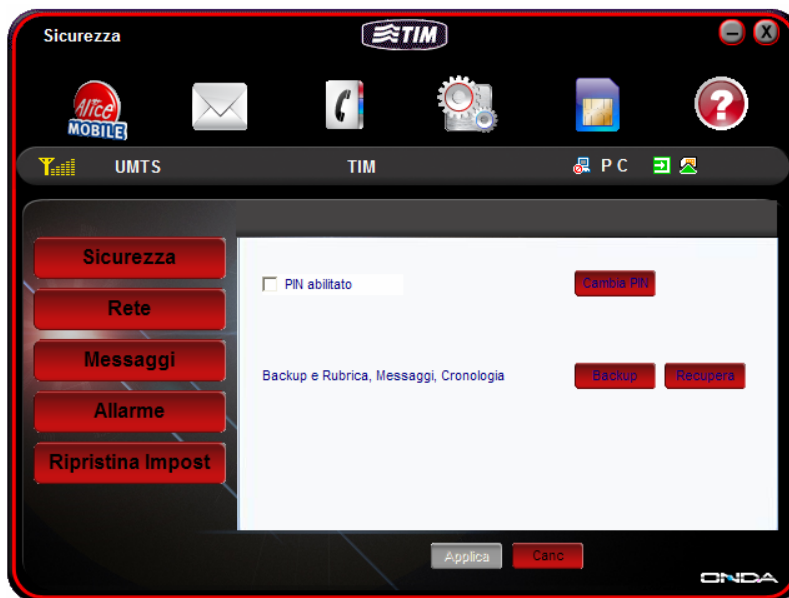 Sicurezza
TIM
Alice
MOBILE
?
UMTS TIM PC
Sicurezza
Rete
Messaggi
Allarme
Ripristina Impost
PIN abilitato Cambia PIN
Backup e Rubrica, Messaggi, Cronologia Backup Recupera
Applica Canc
ONDA